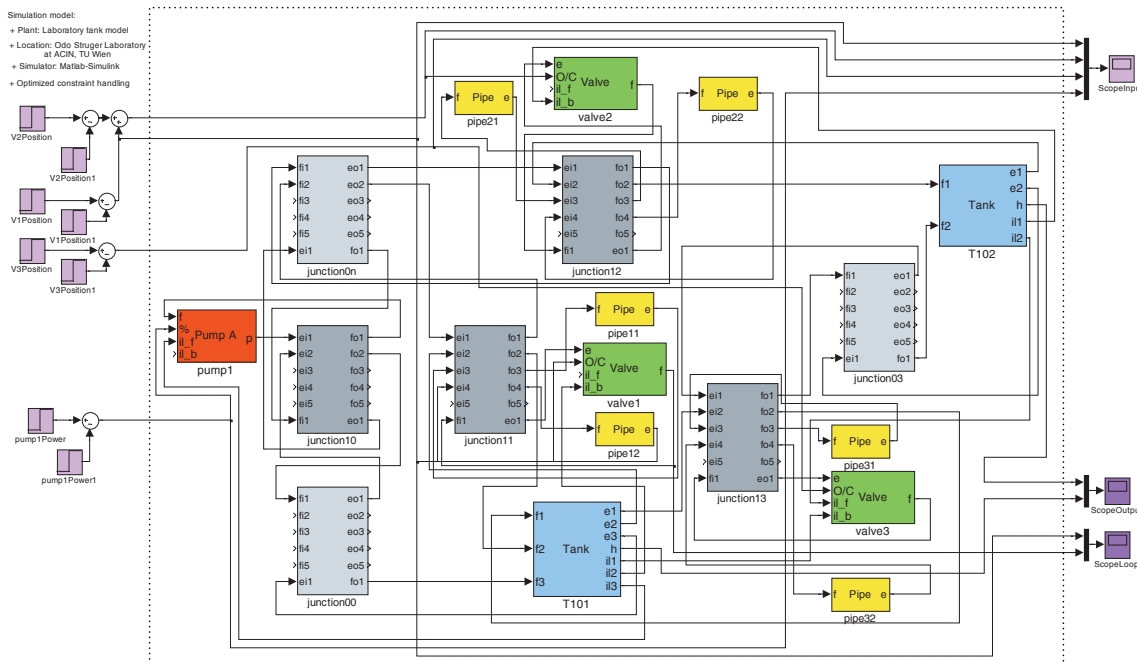 Simulation model:
+ Plant: Laboratory tank model
+ Location: Odo Struger Laboratory
at ACIN, TU Wien
+ Simulator: Matlab-Simulink
+ Optimized constraint handling
V2Position
V2Position1
V1Position
V1Position1
V3Position
V3Position1
pump1Power
pump1Power1
f
%
il_f
il_b
Pump A
p
pump1
f Pipe e
pipe21
e
O/C
il_f
il_b
Valve
f
valve2
f Pipe e
pipe22
fi1 eo1
fi2 eo2
fi3 eo3
fi4 eo4
fi5 eo5
ei1 fo1
junction0n
ei1 fo1
ei2 fo2
ei3 fo3
ei4 fo4
ei5 fo5
fi1 eo1
junction12
f1
f2
Tank
e1
e2
h
il1
il2
T102
fi1 eo1
fi2 eo2
fi3 eo3
fi4 eo4
fi5 eo5
ei1 fo1
junction03
ei1 fo1
ei2 fo2
ei3 fo3
ei4 fo4
ei5 fo5
fi1 eo1
junction10
ei1 fo1
ei2 fo2
ei3 fo3
ei4 fo4
ei5 fo5
fi1 eo1
junction11
f Pipe e
pipe11
e
O/C
il_f
il_b
Valve
f
valve1
f Pipe e
pipe12
ei1 fo1
ei2 fo2
ei3 fo3
ei4 fo4
ei5 fo5
fi1 eo1
junction13
f Pipe e
pipe31
e
O/C
il_f
il_b
Valve
f
valve3
f Pipe e
pipe32
fi1 eo1
fi2 eo2
fi3 eo3
fi4 eo4
fi5 eo5
ei1 fo1
junction00
f1
f2
f3
Tank
e1
e2
e3
h
il1
il2
il3
T101
ScopeInput
ScopeOutput
ScopeLoop